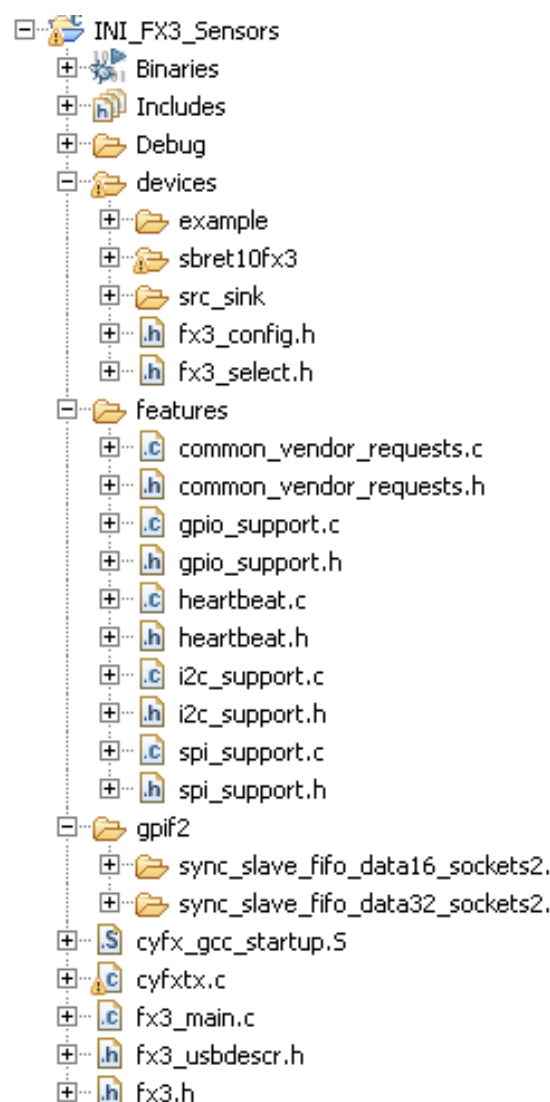 INI_FX3_Sensors
Binaries
Includes
Debug
devices
example
sbret10fx3
src_sink
fx3_config.h
fx3_select.h
features
common_vendor_requests.c
common_vendor_requests.h
gpio_support.c
gpio_support.h
heartbeat.c
heartbeat.h
i2c_support.c
i2c_support.h
spi_support.c
spi_support.h
gpif2
sync_slave_fifo_data16_sockets2.
sync_slave_fifo_data32_sockets2.
cyfx_gcc_startup.S
cyfxtx.c
fx3_main.c
fx3_usbdescr.h
fx3.h